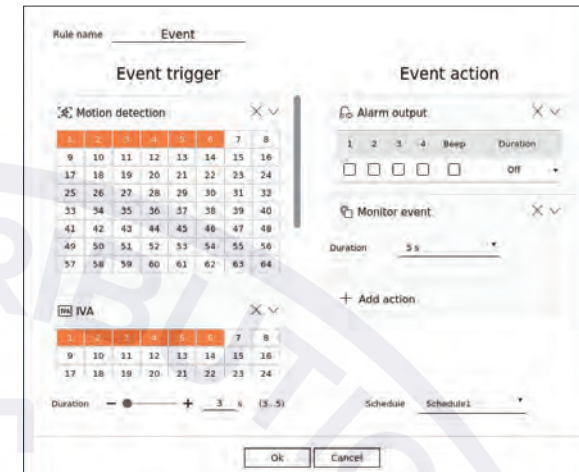 Rule name Event
Event trigger
Motion detection
1 2 3 4 5 6 7 8
9 10 11 12 13 14 15 16
17 18 19 20 21 22 23 24
25 26 27 28 29 30 31 32
33 34 35 36 37 38 39 40
41 42 43 44 45 46 47 48
49 50 51 52 53 54 55 56
57 58 59 60 61 62 63 64
IVA
1 2 3 4 5 6 7 8
9 10 11 12 13 14 15 16
17 18 19 20 21 22 23 24
Duration 3 s (3..5)
Event action
Alarm output
1 2 3 4 Beep Duration
Off
Monitor event
Duration 5 s
+ Add action
Schedule Schedule1
Ok Cancel